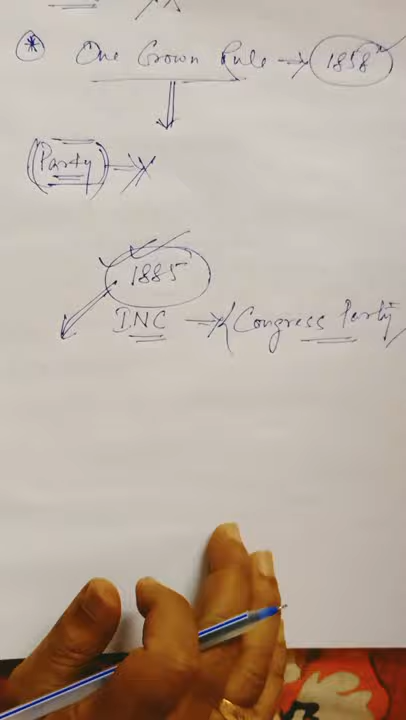 One Crown Rule → 1858
(Party) → X
1885
INC → (Congress Party